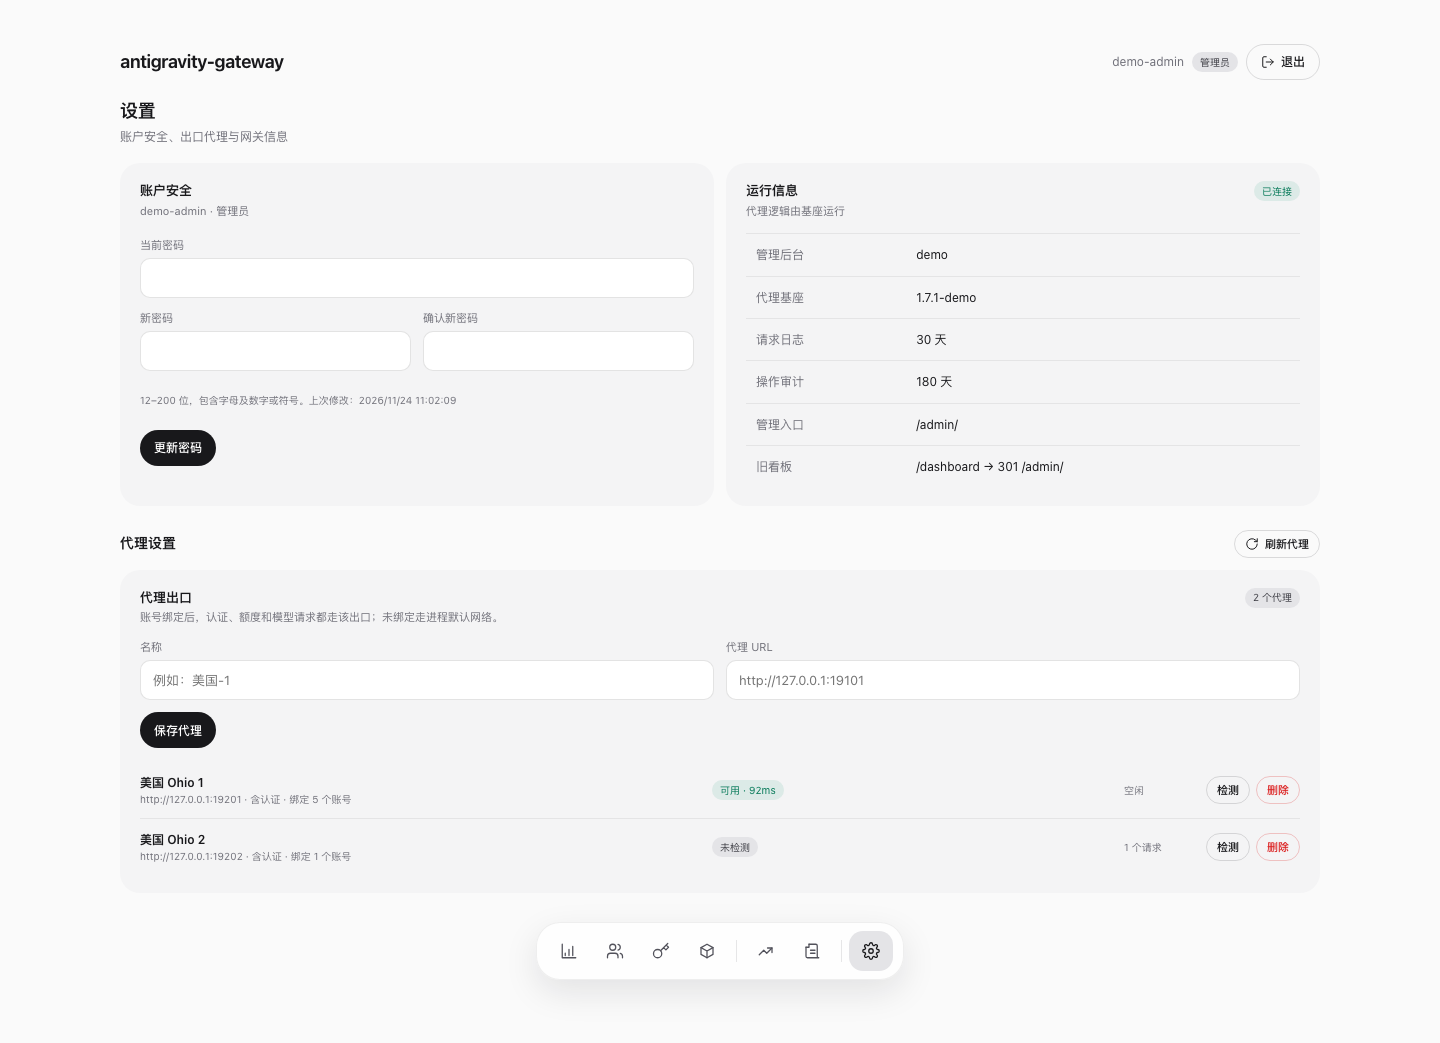 antigravity-gateway
demo-admin 管理员 退出
设置
账户安全、出口代理与网关信息
账户安全
demo-admin · 管理员
当前密码
新密码 确认新密码
12–200 位，包含字母及数字或符号。上次修改：2026/11/24 11:02:09
更新密码
运行信息 已连接
代理逻辑由基座运行
管理后台 demo
代理基座 1.7.1-demo
请求日志 30 天
操作审计 180 天
管理入口 /admin/
旧看板 /dashboard → 301 /admin/
代理设置 刷新代理
代理出口 2 个代理
账号绑定后，认证、额度和模型请求都走该出口；未绑定走进程默认网络。
名称 代理 URL
例如：美国-1 http://127.0.0.1:19101
保存代理
美国 Ohio 1
http://127.0.0.1:19201 · 含认证 · 绑定 5 个账号
可用 · 92ms 空闲 检测 删除
美国 Ohio 2
http://127.0.0.1:19202 · 含认证 · 绑定 1 个账号
未检测 1 个请求 检测 删除